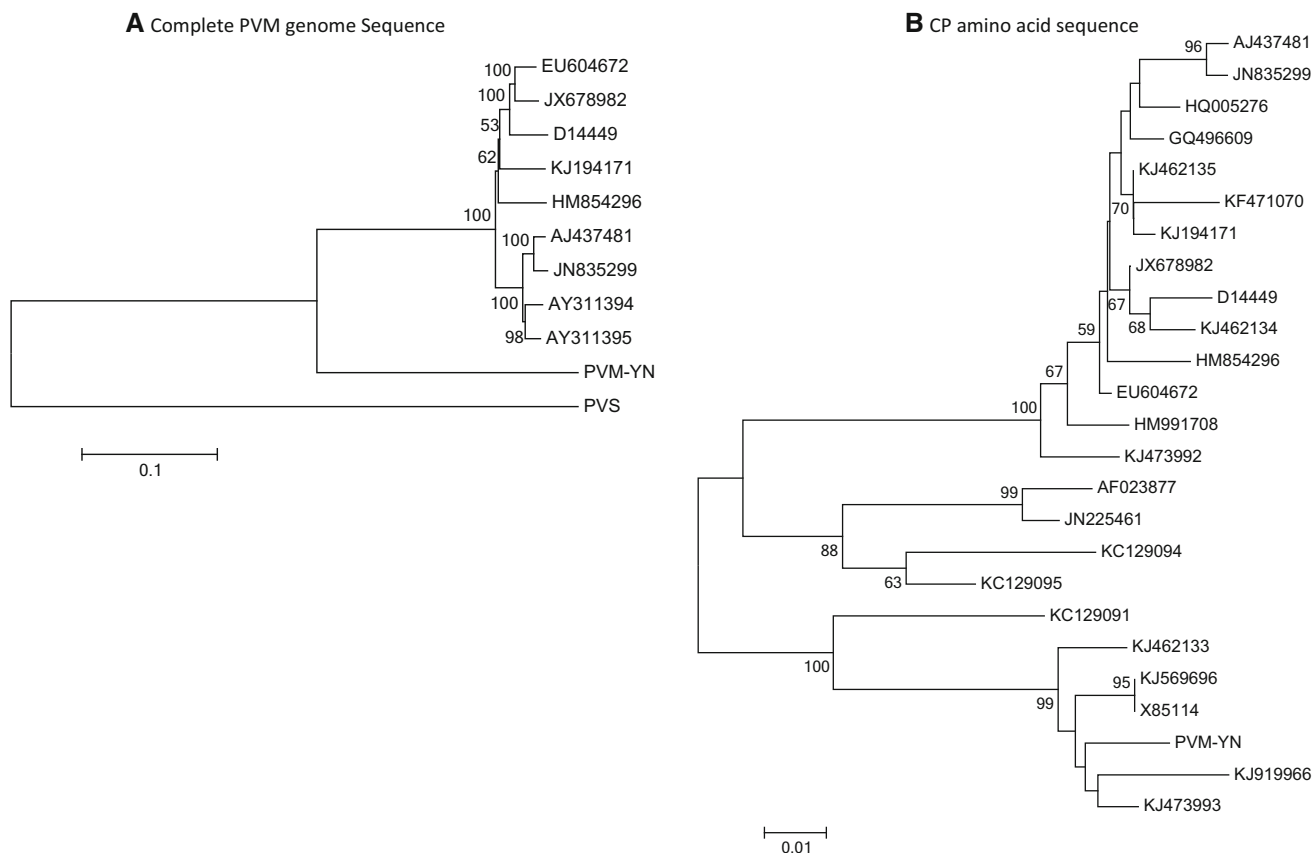 A Complete PVM genome Sequence
100
EU604672
100
JX678982
53
D14449
62
KJ194171
HM854296
100
100
AJ437481
JN835299
100
AY311394
98
AY311395
PVM-YN
PVS
0.1
B CP amino acid sequence
96
AJ437481
JN835299
HQ005276
GQ496609
KJ462135
70
KF471070
KJ194171
JX678982
67
D14449
68
KJ462134
59
HM854296
67
EU604672
100
HM991708
KJ473992
99
AF023877
JN225461
88
KC129094
63
KC129095
KC129091
100
KJ462133
95
KJ569696
99
X85114
PVM-YN
KJ919966
KJ473993
0.01